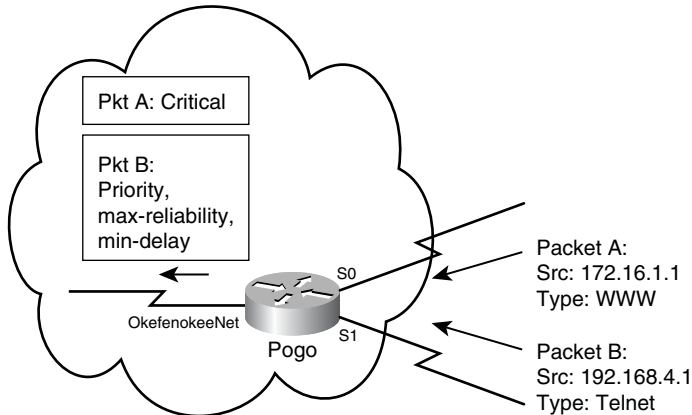 Pkt A: Critical
Pkt B:
Priority,
max-reliability,
min-delay
S0
OkefenokeeNet
S1
Pogo
Packet A:
Src: 172.16.1.1
Type: WWW
Packet B:
Src: 192.168.4.1
Type: Telnet